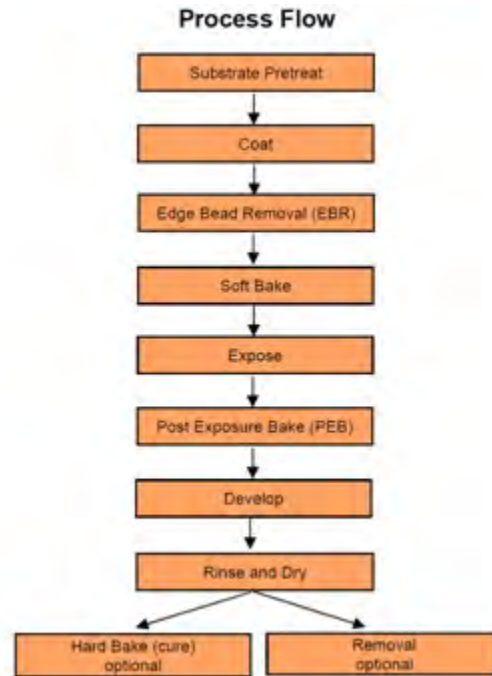 Process Flow
Substrate Pretreat
Coat
Edge Bead Removal (EBR)
Soft Bake
Expose
Post Exposure Bake (PEB)
Develop
Rinse and Dry
Hard Bake (cure)
optional
Removal
optional